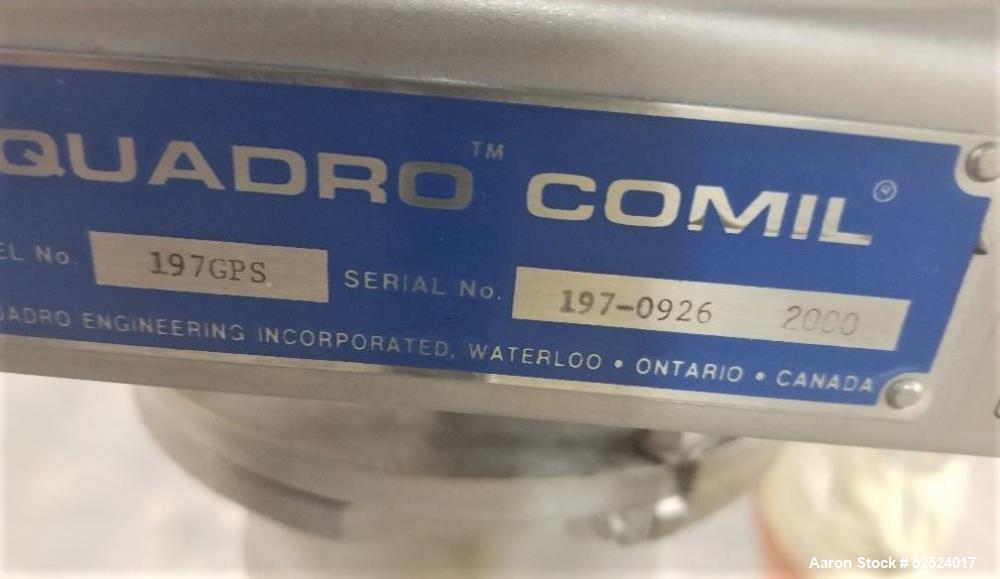 QUADRO™ COMIL®
EL No. 197GPS SERIAL No. 197-0926 2000
UADRO ENGINEERING INCORPORATED, WATERLOO • ONTARIO • CANADA
Aaron Stock # 52524017